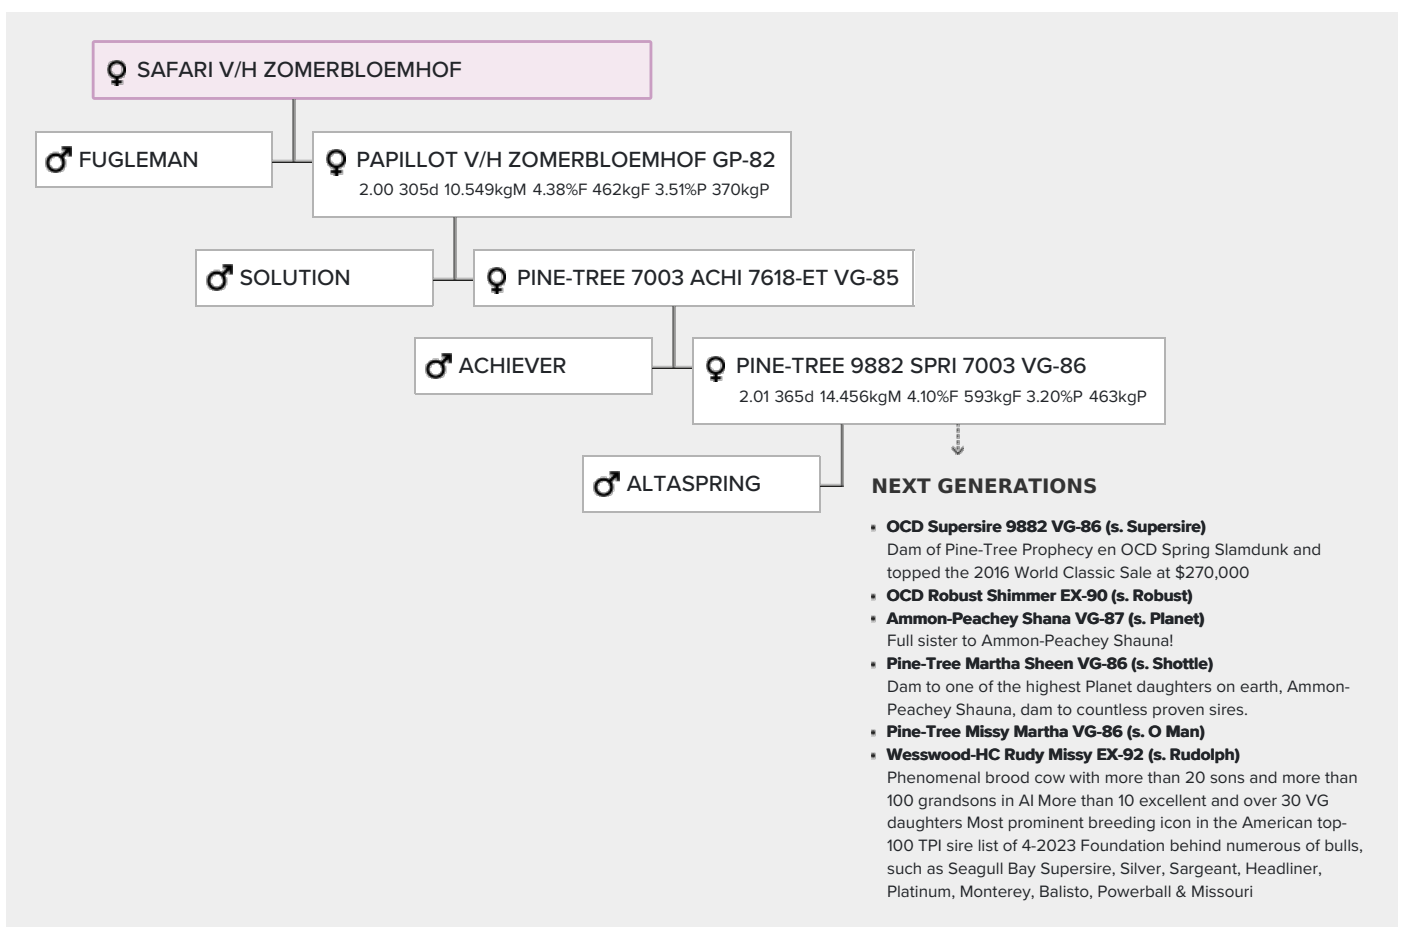 SAFARI V/H ZOMERBLOEMHOF
FUGLEMAN
PAPILLOT V/H ZOMERBLOEMHOF GP-82
2.00 305d 10.549kgM 4.38%F 462kgF 3.51%P 370kgP
SOLUTION
PINE-TREE 7003 ACHI 7618-ET VG-85
ACHIEVER
PINE-TREE 9882 SPRI 7003 VG-86
2.01 365d 14.456kgM 4.10%F 593kgF 3.20%P 463kgP
ALTASPRING
NEXT GENERATIONS
OCD Supersire 9882 VG-86 (s. Supersire)
Dam of Pine-Tree Prophecy en OCD Spring Slamdunk and
topped the 2016 World Classic Sale at $270,000
OCD Robust Shimmer EX-90 (s. Robust)
Ammon-Peachey Shana VG-87 (s. Planet)
Full sister to Ammon-Peachey Shauna!
Pine-Tree Martha Sheen VG-86 (s. Shottle)
Dam to one of the highest Planet daughters on earth, Ammon-
Peachey Shauna, dam to countless proven sires.
Pine-Tree Missy Martha VG-86 (s. O Man)
Wesswood-HC Rudy Missy EX-92 (s. Rudolph)
Phenomenal brood cow with more than 20 sons and more than
100 grandsons in AI More than 10 excellent and over 30 VG
daughters Most prominent breeding icon in the American top-
100 TPI sire list of 4-2023 Foundation behind numerous of bulls,
such as Seagull Bay Supersire, Silver, Sargeant, Headliner,
Platinum, Monterey, Balisto, Powerball & Missouri